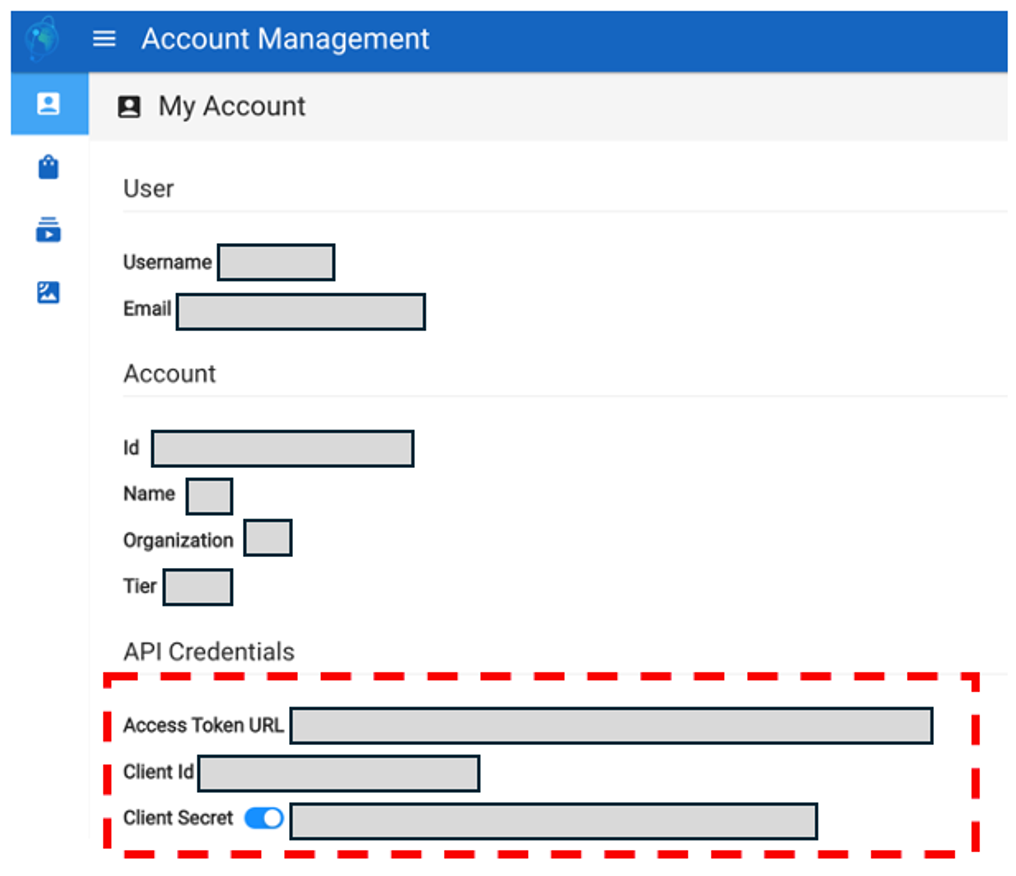 Account Management
My Account
User
Username
Email
Account
Id
Name
Organization
Tier
API Credentials
Access Token URL
Client Id
Client Secret